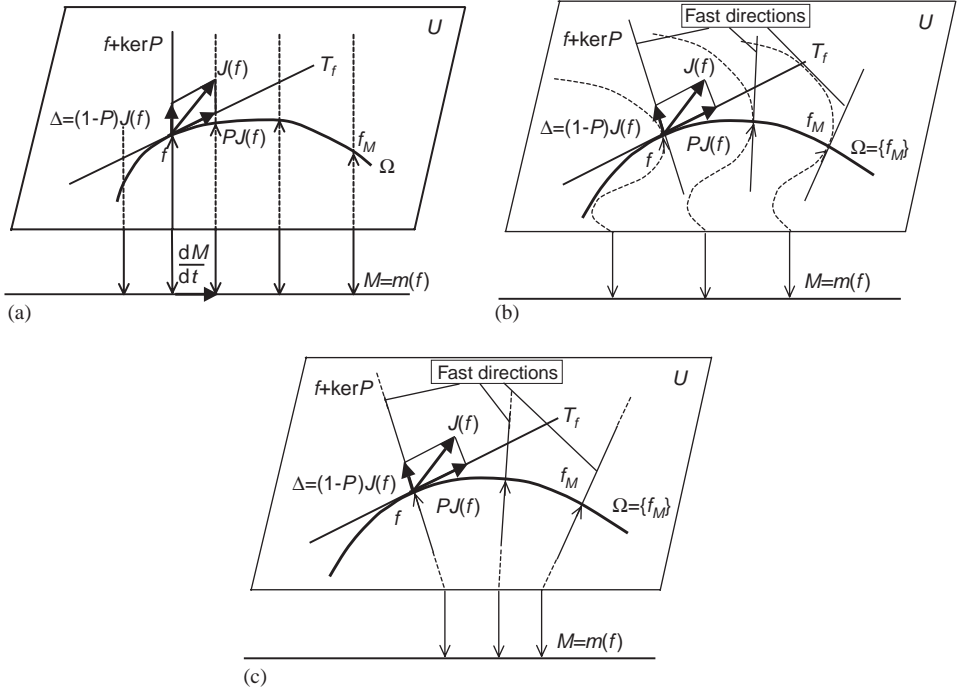 U
f+kerP
J(f)
T_f
Δ=(1-P)J(f)
PJ(f)
f
f_M
Ω
dM
dt
M=m(f)
(a)
Fast directions
U
f+kerP
T_f
J(f)
Δ=(1-P)J(f)
PJ(f)
f
f_M
Ω={f_M}
M=m(f)
(b)
Fast directions
U
f+kerP
J(f)
T_f
Δ=(1-P)J(f)
f_M
PJ(f)
f
Ω={f_M}
M=m(f)
(c)